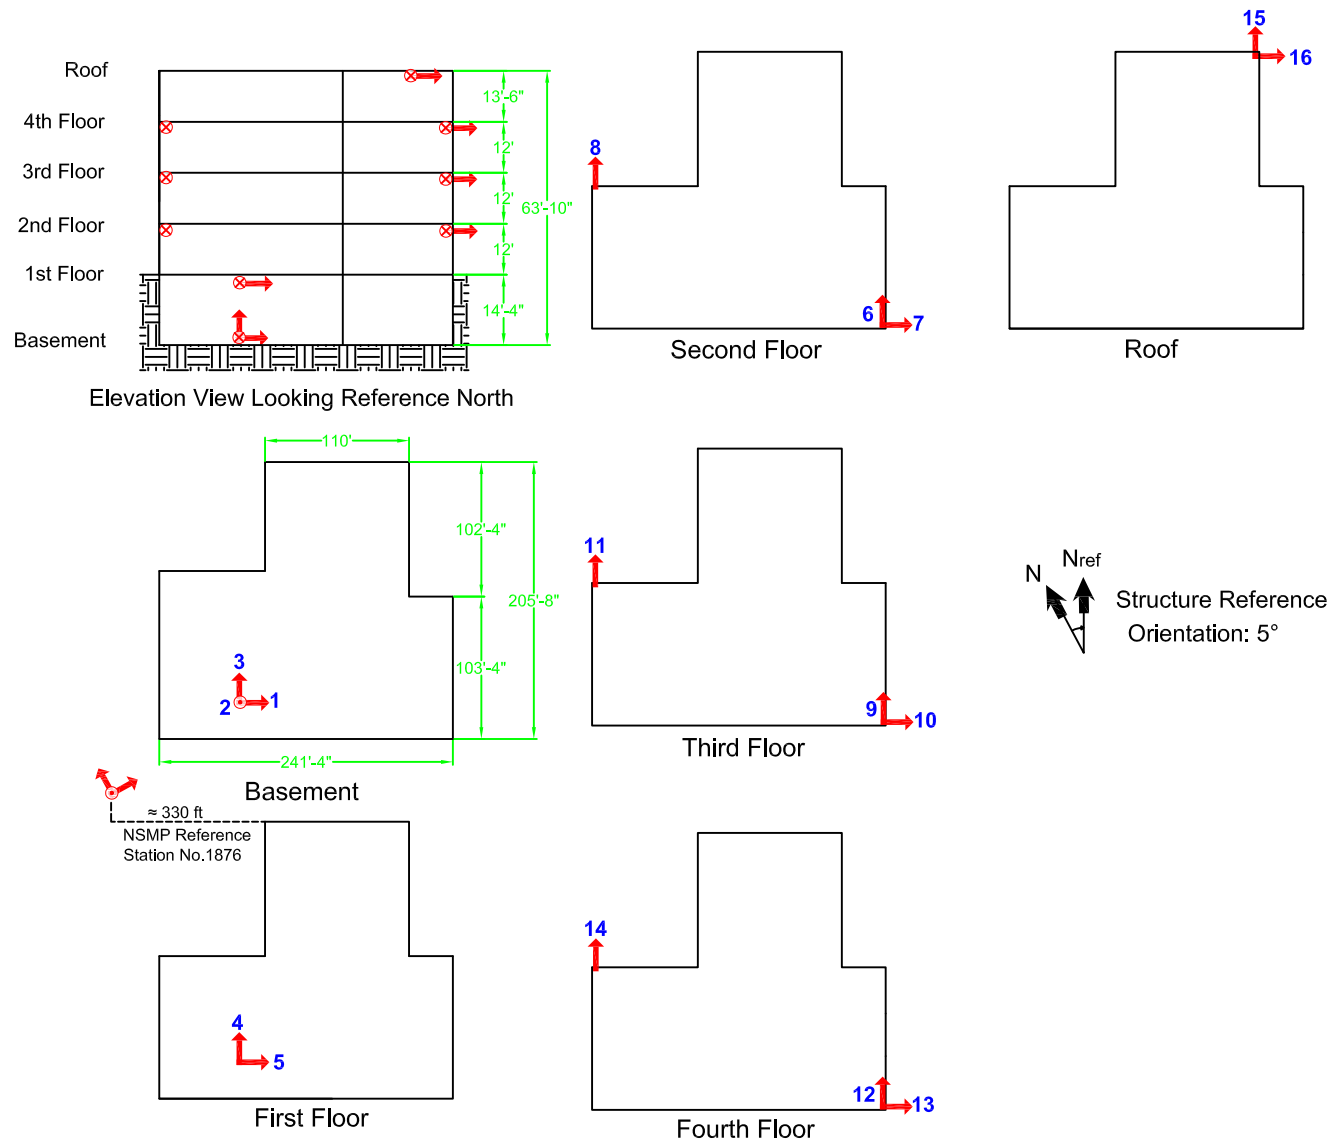 Roof
4th Floor
3rd Floor
2nd Floor
1st Floor
Basement
13'-6"
12'
12'
12'
14'-4"
63'-10"
Elevation View Looking Reference North
8
6
7
Second Floor
15
16
Roof
110'
102'-4"
205'-8"
103'-4"
3
2
1
241'-4"
Basement
11
9
10
Third Floor
N
Nref
Structure Reference
Orientation: 5°
≈ 330 ft
NSMP Reference
Station No.1876
4
5
First Floor
14
12
13
Fourth Floor